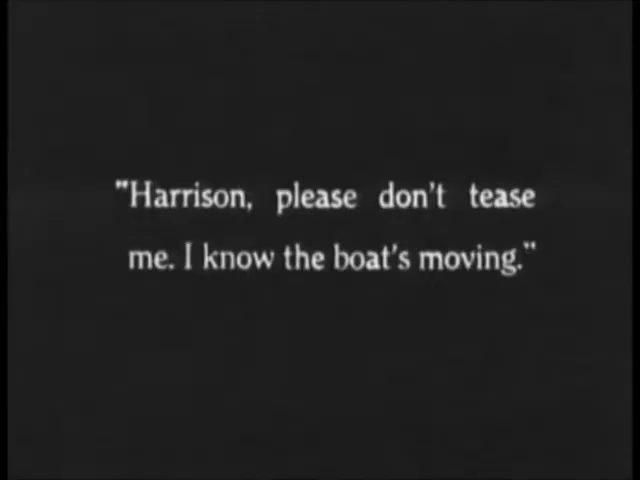 "Harrison, please don't tease
me. I know the boat's moving."